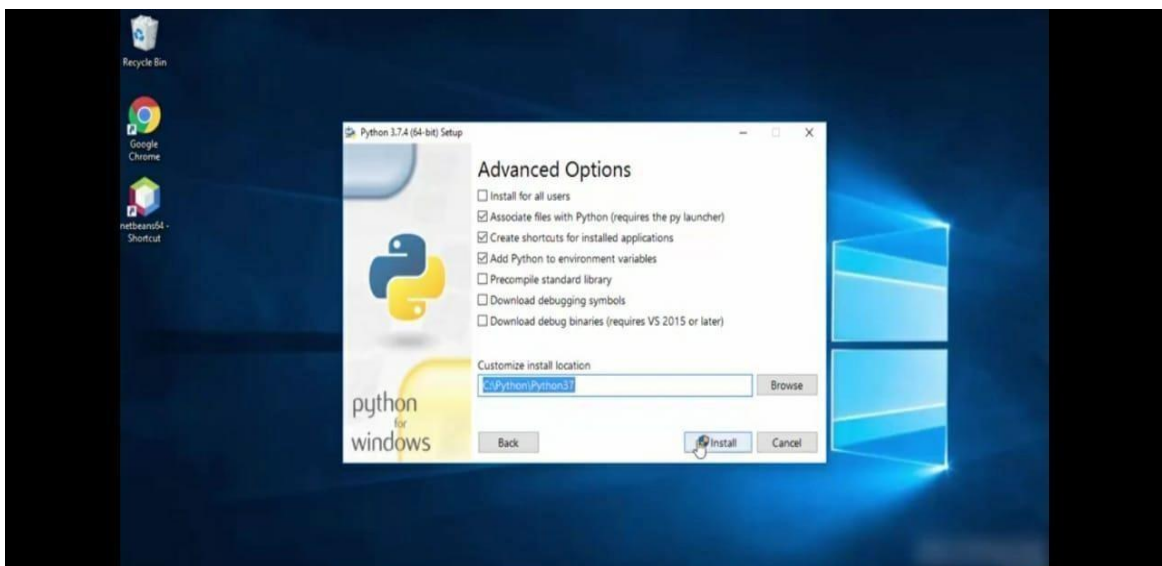 Recycle Bin
Google
Chrome
netbeans64 -
Shortcut
Python 3.7.4 (64-bit) Setup
Advanced Options
Install for all users
Associate files with Python (requires the py launcher)
Create shortcuts for installed applications
Add Python to environment variables
Precompile standard library
Download debugging symbols
Download debug binaries (requires VS 2015 or later)
Customize install location
C:\Python\Python37
Browse
python
for
windows
Back
Install
Cancel